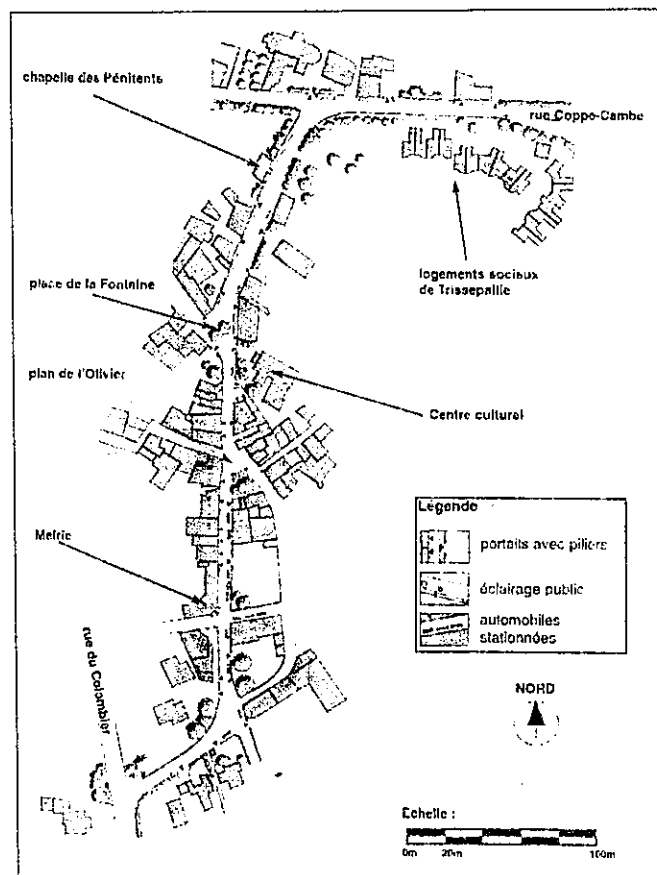 chapelle des Pénitents
rue Coppo-Cambe
logements sociaux
de Trissepaille
place de la Fontaine
plan de l'Olivier
Centre culturel
Mairie
rue du Colombier
Légende
portails avec piliers
éclairage public
automobiles
stationnées
NORD
Echelle :
0m 20m 100m